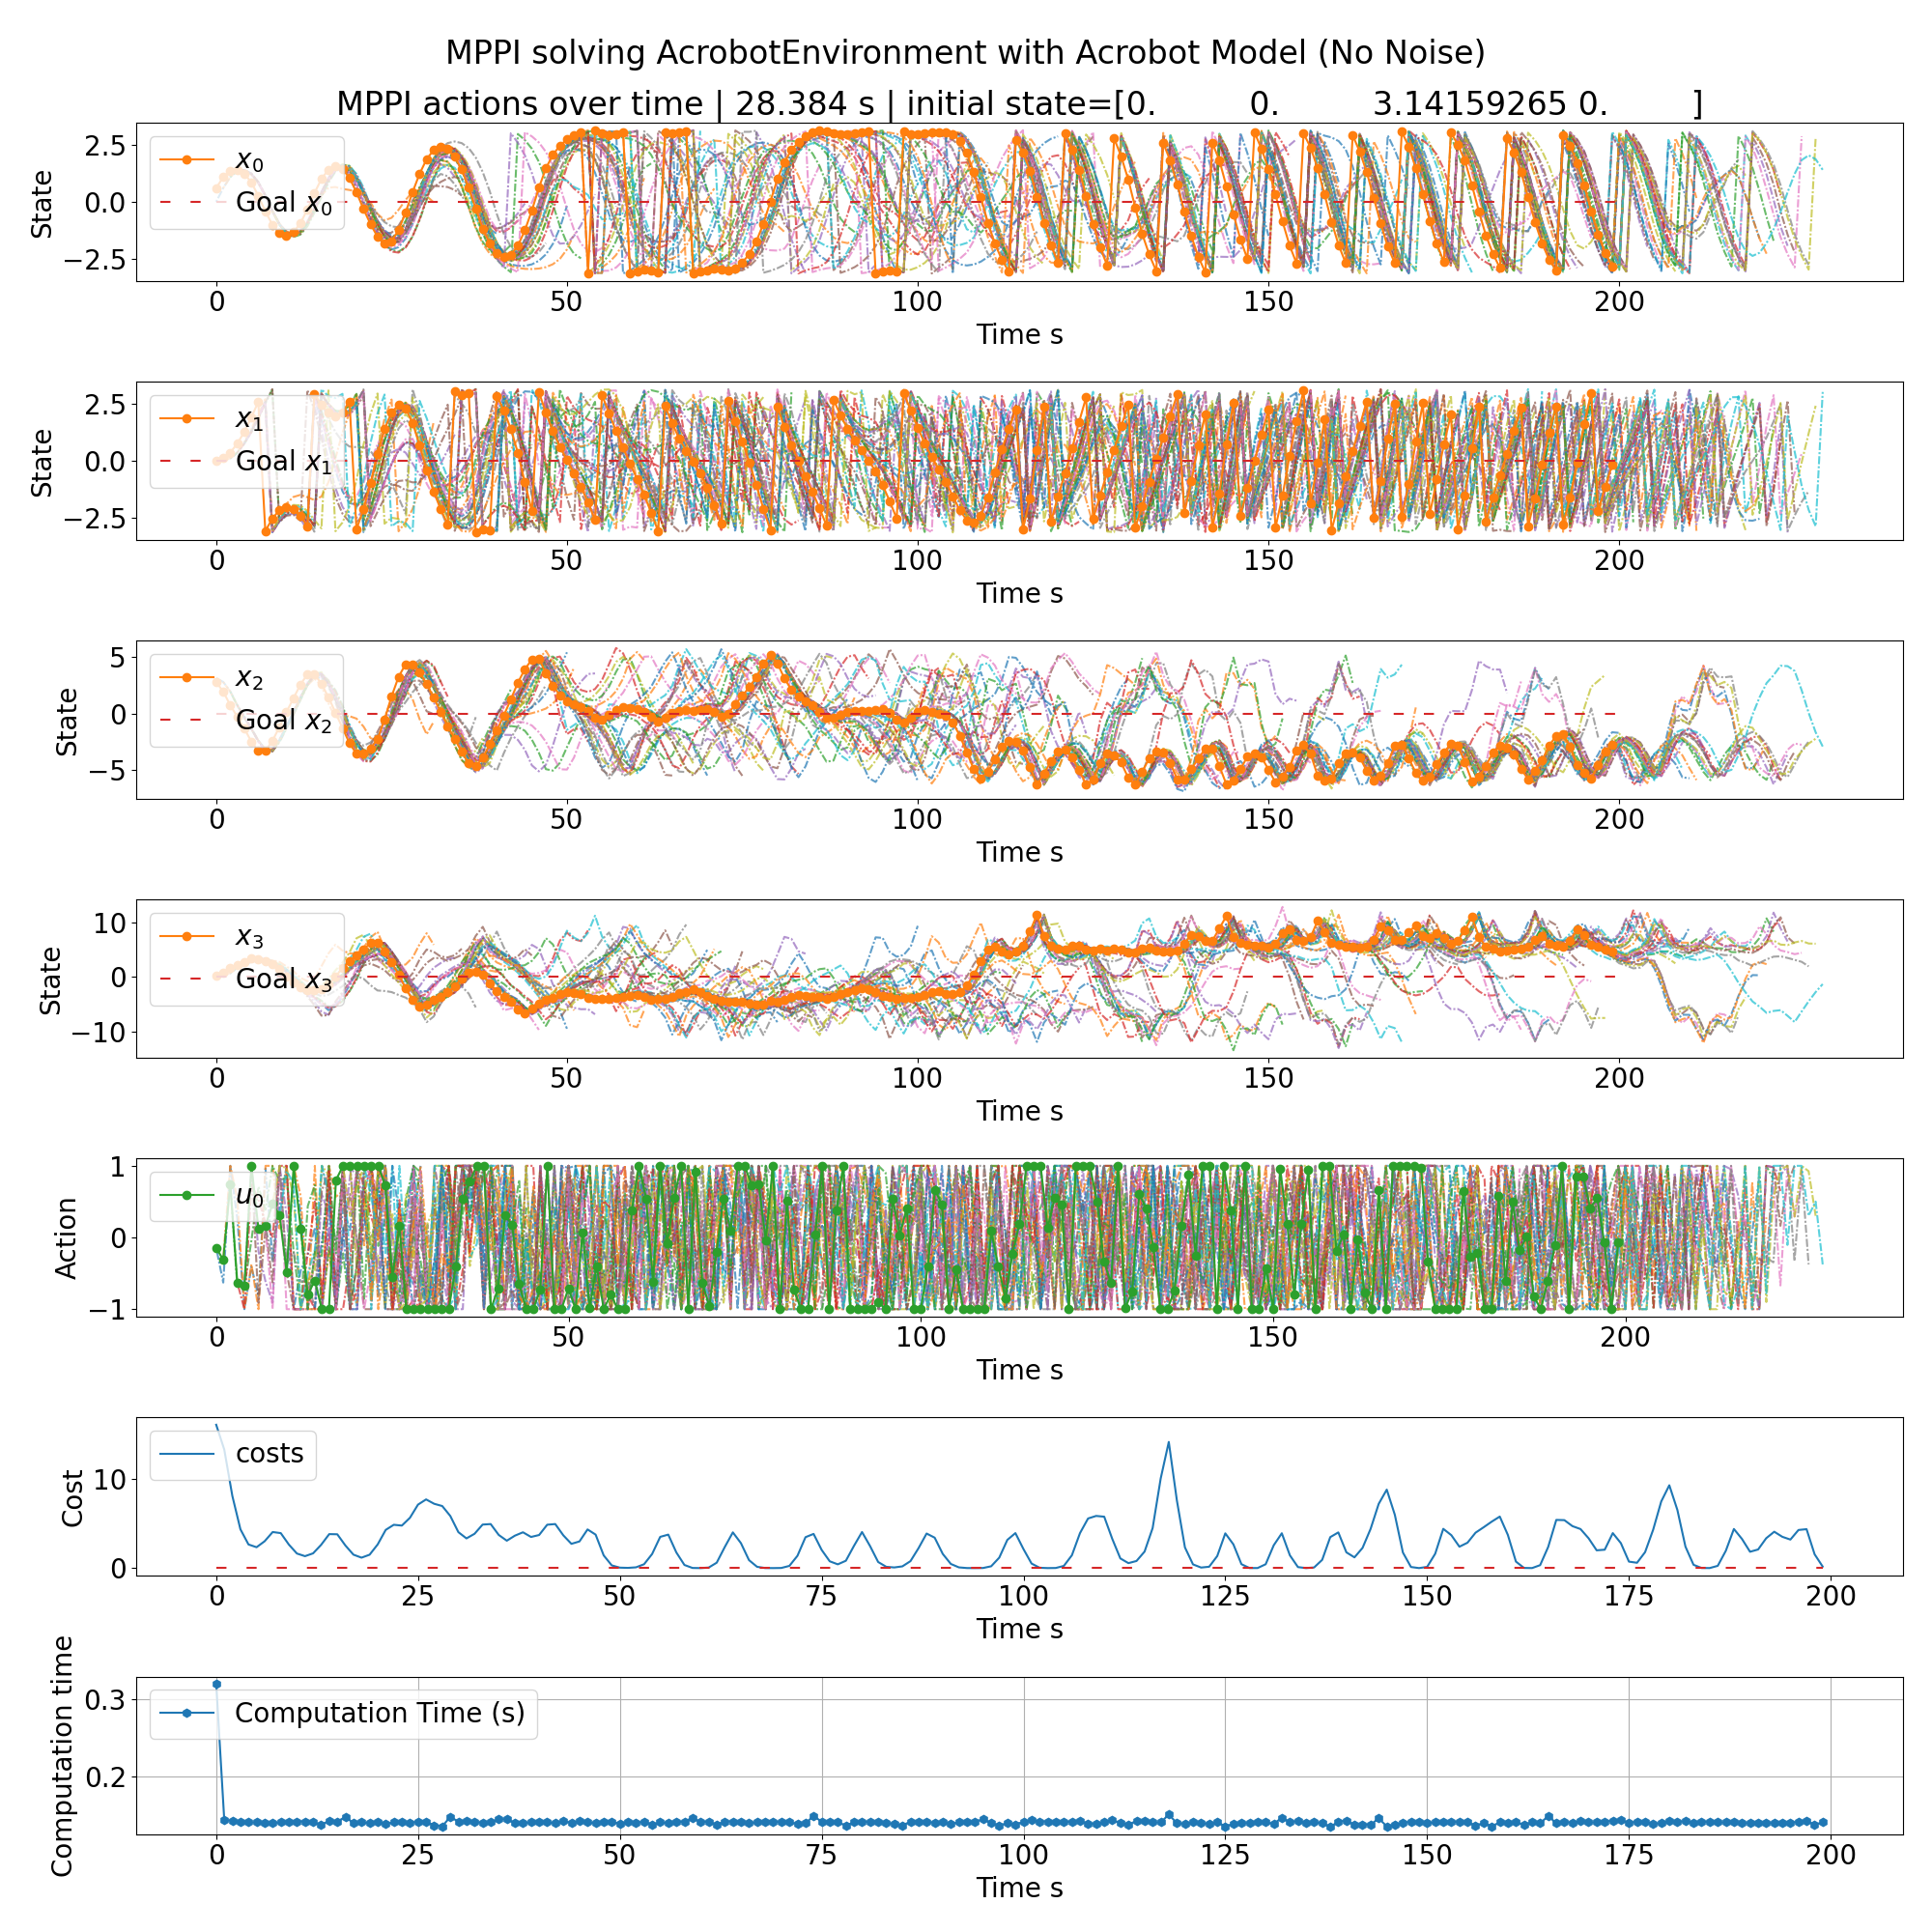 MPPI solving AcrobotEnvironment with Acrobot Model (No Noise)
MPPI actions over time | 28.384 s | initial state=[0. 0. 3.14159265 0. ]
State
2.5
0.0
−2.5
x0
Goal x0
0 50 100 150 200
Time s
State
2.5
0.0
−2.5
x1
Goal x1
0 50 100 150 200
Time s
State
5
0
−5
x2
Goal x2
0 50 100 150 200
Time s
State
10
0
−10
x3
Goal x3
0 50 100 150 200
Time s
Action
1
0
−1
u0
0 50 100 150 200
Time s
Cost
10
0
costs
0 25 50 75 100 125 150 175 200
Time s
Computation time
0.3
0.2
Computation Time (s)
0 25 50 75 100 125 150 175 200
Time s